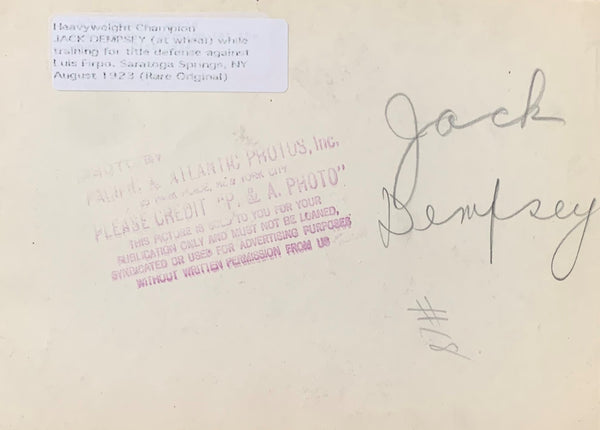 Heavyweight Champion
JACK DEMPSEY (at wheel) while
training for title defense against
Luis Firpo. Saratoga Springs, NY
August 1923 (Rare Original)
PHOTO BY
PACIFIC & ATLANTIC PHOTOS, Inc.
PLACE, NEW YORK CITY
PLEASE CREDIT "P. & A. PHOTO"
THIS PICTURE IS SOLD TO YOU FOR YOUR
PUBLICATION ONLY AND MUST NOT BE LOANED,
SYNDICATED OR USED FOR ADVERTISING PURPOSES
WITHOUT WRITTEN PERMISSION FROM US
Jack
Dempsey